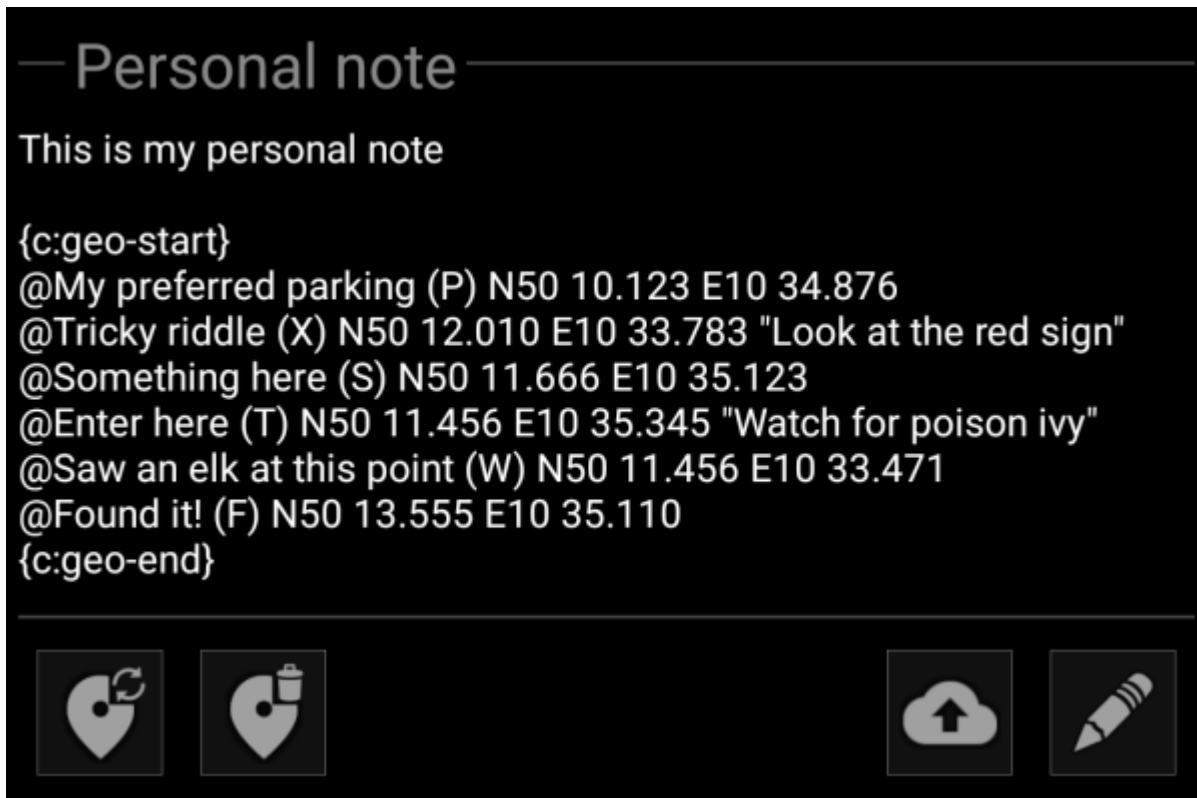 Personal note
This is my personal note
{c:geo-start}
@My preferred parking (P) N50 10.123 E10 34.876
@Tricky riddle (X) N50 12.010 E10 33.783 "Look at the red sign"
@Something here (S) N50 11.666 E10 35.123
@Enter here (T) N50 11.456 E10 35.345 "Watch for poison ivy"
@Saw an elk at this point (W) N50 11.456 E10 33.471
@Found it! (F) N50 13.555 E10 35.110
{c:geo-end}